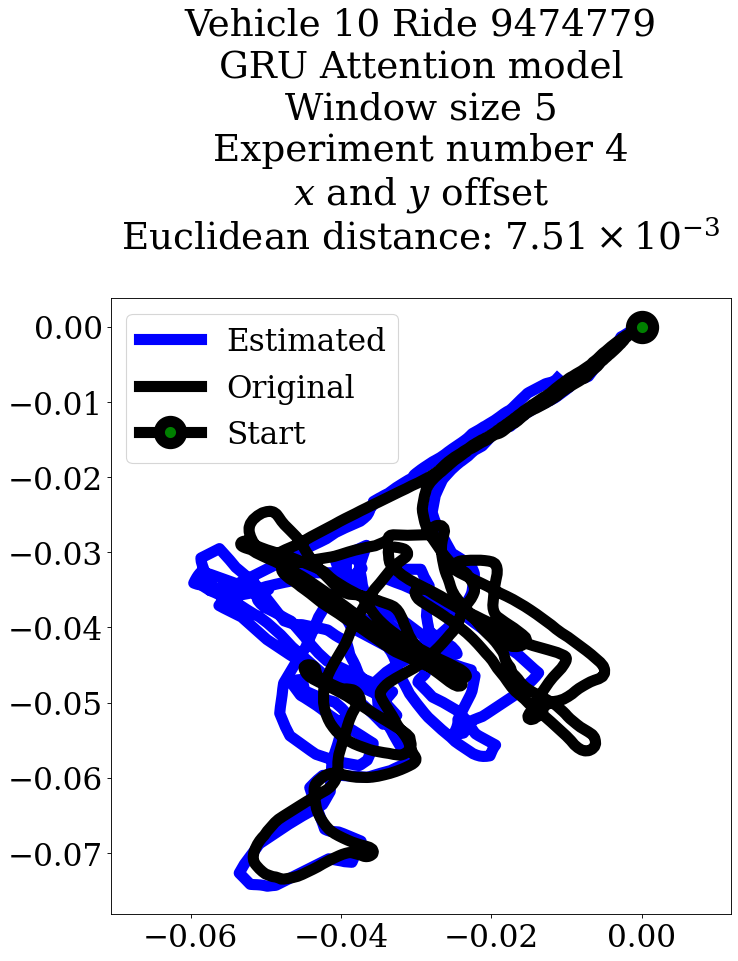 Vehicle 10 Ride 9474779
GRU Attention model
Window size 5
Experiment number 4
x and y offset
Euclidean distance: 7.51 × 10⁻³
Estimated
Original
Start
0.00
−0.01
−0.02
−0.03
−0.04
−0.05
−0.06
−0.07
−0.06 −0.04 −0.02 0.00